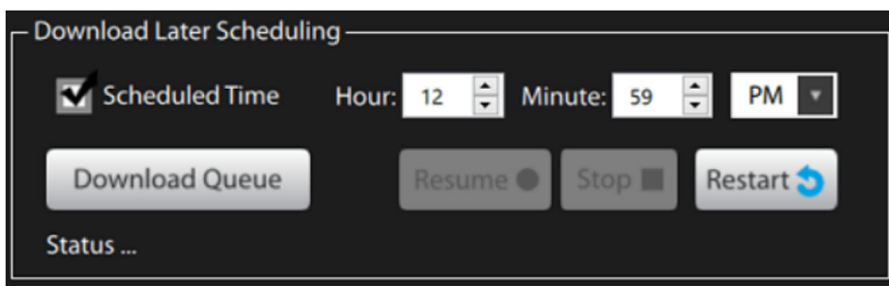 Download Later Scheduling
Scheduled Time Hour: 12 Minute: 59 PM
Download Queue Resume Stop Restart
Status ...